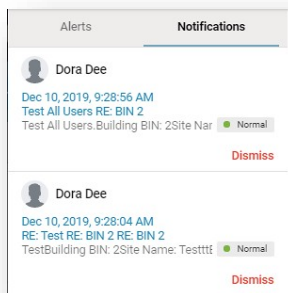 Alerts Notifications
Dora Dee
Dec 10, 2019, 9:28:56 AM
Test All Users RE: BIN 2
Test All Users.Building BIN: 2Site Nar Normal
Dismiss
Dora Dee
Dec 10, 2019, 9:28:04 AM
RE: Test RE: BIN 2 RE: BIN 2
TestBuilding BIN: 2Site Name: Testtt Normal
Dismiss